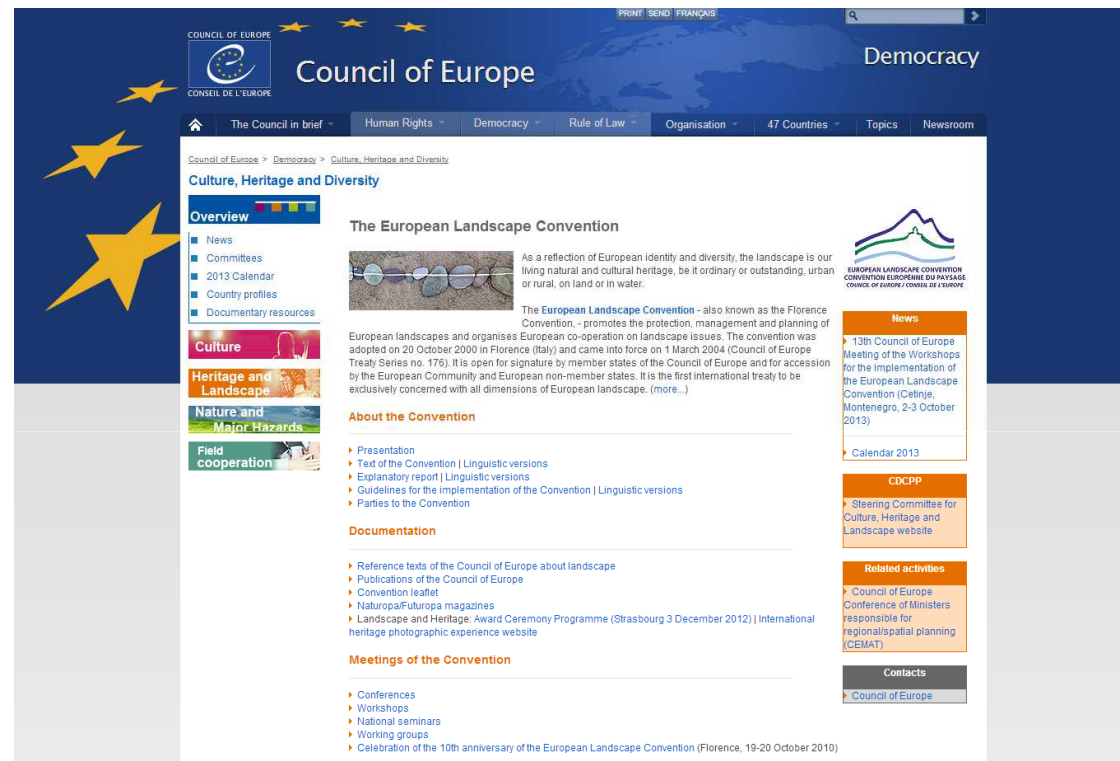 PRINT SEND FRANÇAIS
COUNCIL OF EUROPE
CONSEIL DE L'EUROPE
Council of Europe
Democracy
The Council in brief
Human Rights
Democracy
Rule of Law
Organisation
47 Countries
Topics
Newsroom
Council of Europe > Democracy > Culture, Heritage and Diversity
Culture, Heritage and Diversity
Overview
News
Committees
2013 Calendar
Country profiles
Documentary resources
Culture
Heritage and
Landscape
Nature and
Major Hazards
Field
cooperation
The European Landscape Convention
As a reflection of European identity and diversity, the landscape is our
living natural and cultural heritage, be it ordinary or outstanding, urban
or rural, on land or in water.
The European Landscape Convention - also known as the Florence
Convention, - promotes the protection, management and planning of
European landscapes and organises European co-operation on landscape issues. The convention was
adopted on 20 October 2000 in Florence (Italy) and came into force on 1 March 2004 (Council of Europe
Treaty Series no. 176). It is open for signature by member states of the Council of Europe and for accession
by the European Community and European non-member states. It is the first international treaty to be
exclusively concerned with all dimensions of European landscape. (more...)
About the Convention
Presentation
Text of the Convention | Linguistic versions
Explanatory report | Linguistic versions
Guidelines for the implementation of the Convention | Linguistic versions
Parties to the Convention
Documentation
Reference texts of the Council of Europe about landscape
Publications of the Council of Europe
Convention leaflet
Naturopa/Futuropa magazines
Landscape and Heritage: Award Ceremony Programme (Strasbourg 3 December 2012) | International
heritage photographic experience website
Meetings of the Convention
Conferences
Workshops
National seminars
Working groups
Celebration of the 10th anniversary of the European Landscape Convention (Florence, 19-20 October 2010)
EUROPEAN LANDSCAPE CONVENTION
CONVENTION EUROPÉENNE DU PAYSAGE
COUNCIL OF EUROPE / CONSEIL DE L'EUROPE
News
13th Council of Europe
Meeting of the Workshops
for the implementation of
the European Landscape
Convention (Cetinje,
Montenegro, 2-3 October
2013)
Calendar 2013
CDCPP
Steering Committee for
Culture, Heritage and
Landscape website
Related activities
Council of Europe
Conference of Ministers
responsible for
regional/spatial planning
(CEMAT)
Contacts
Council of Europe